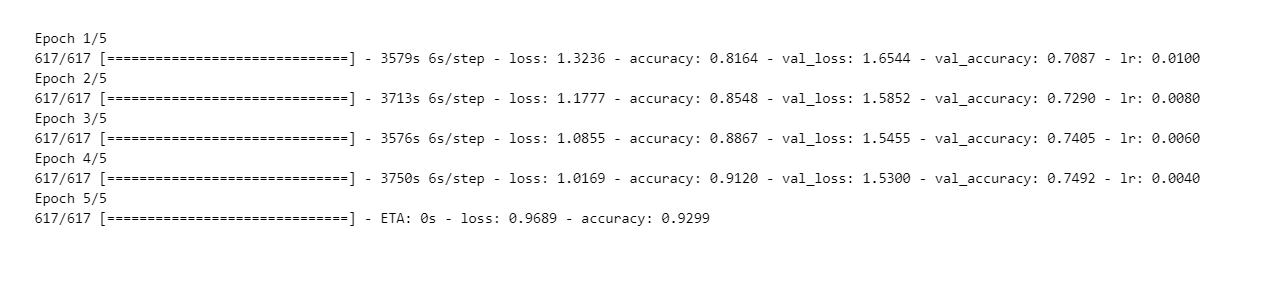 Epoch 1/5
617/617 [==============================] - 3579s 6s/step - loss: 1.3236 - accuracy: 0.8164 - val_loss: 1.6544 - val_accuracy: 0.7087 - lr: 0.0100
Epoch 2/5
617/617 [==============================] - 3713s 6s/step - loss: 1.1777 - accuracy: 0.8548 - val_loss: 1.5852 - val_accuracy: 0.7290 - lr: 0.0080
Epoch 3/5
617/617 [==============================] - 3576s 6s/step - loss: 1.0855 - accuracy: 0.8867 - val_loss: 1.5455 - val_accuracy: 0.7405 - lr: 0.0060
Epoch 4/5
617/617 [==============================] - 3750s 6s/step - loss: 1.0169 - accuracy: 0.9120 - val_loss: 1.5300 - val_accuracy: 0.7492 - lr: 0.0040
Epoch 5/5
617/617 [==============================] - ETA: 0s - loss: 0.9689 - accuracy: 0.9299